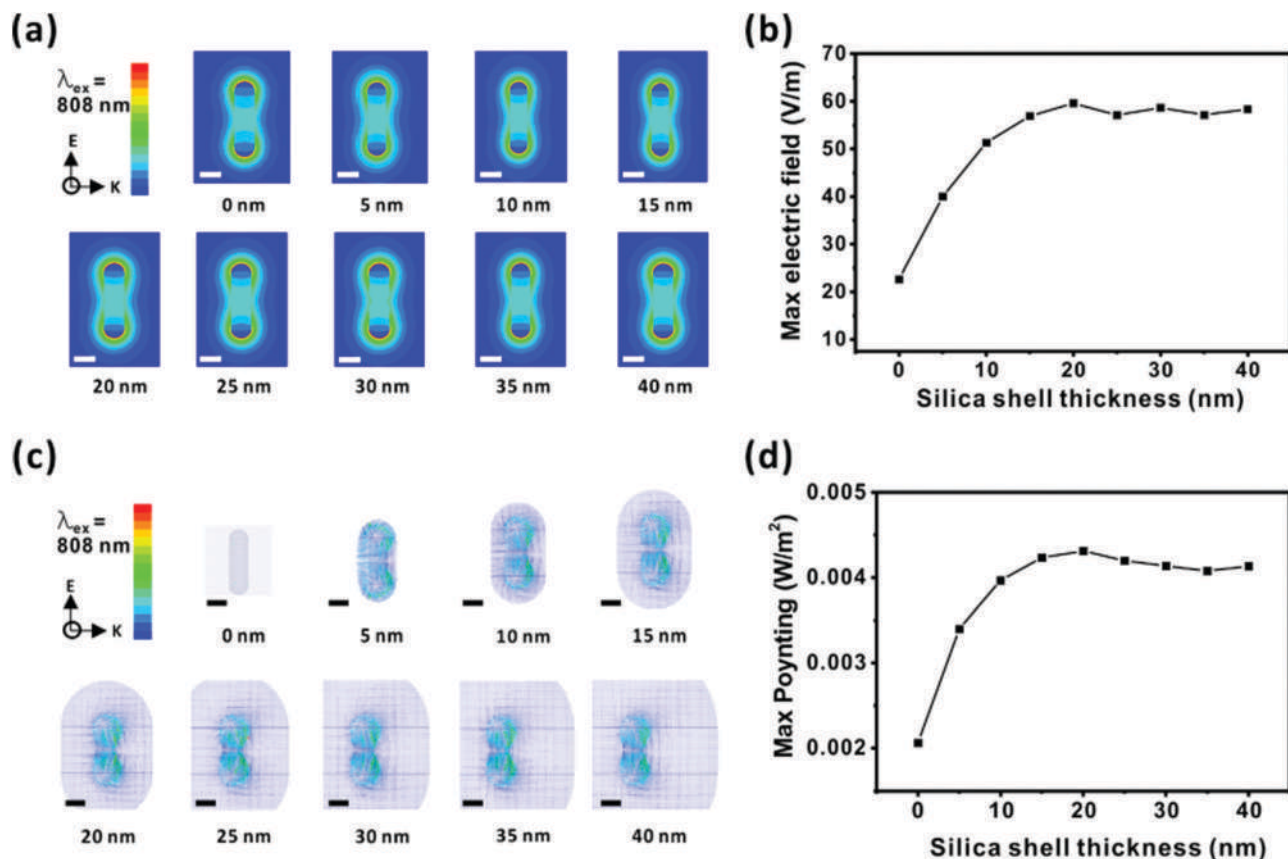 (a)
λex =
808 nm
E
K
0 nm
5 nm
10 nm
15 nm
20 nm
25 nm
30 nm
35 nm
40 nm
(b)
Max electric field (V/m)
70
60
50
40
30
20
10
0
10
20
30
40
Silica shell thickness (nm)
(c)
λex =
808 nm
E
K
0 nm
5 nm
10 nm
15 nm
20 nm
25 nm
30 nm
35 nm
40 nm
(d)
Max Poynting (W/m²)
0.005
0.004
0.003
0.002
0
10
20
30
40
Silica shell thickness (nm)